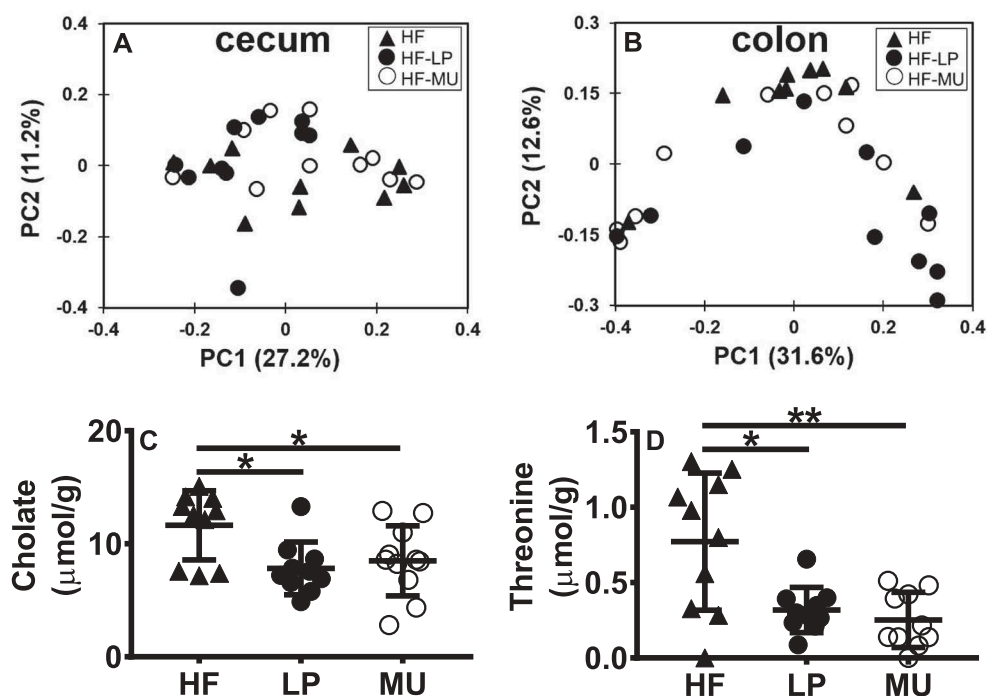 A
cecum
HF
HF-LP
HF-MU
0.4
0.2
0
-0.2
-0.4
PC2 (11.2%)
-0.4
-0.2
0
0.2
0.4
PC1 (27.2%)
B
colon
HF
HF-LP
HF-MU
0.3
0.15
0
-0.15
-0.3
PC2 (12.6%)
-0.4
-0.2
0
0.2
0.4
PC1 (31.6%)
C
*
*
20
10
0
Cholate
(μmol/g)
HF
LP
MU
D
**
*
1.5
1.0
0.5
0.0
Threonine
(μmol/g)
HF
LP
MU